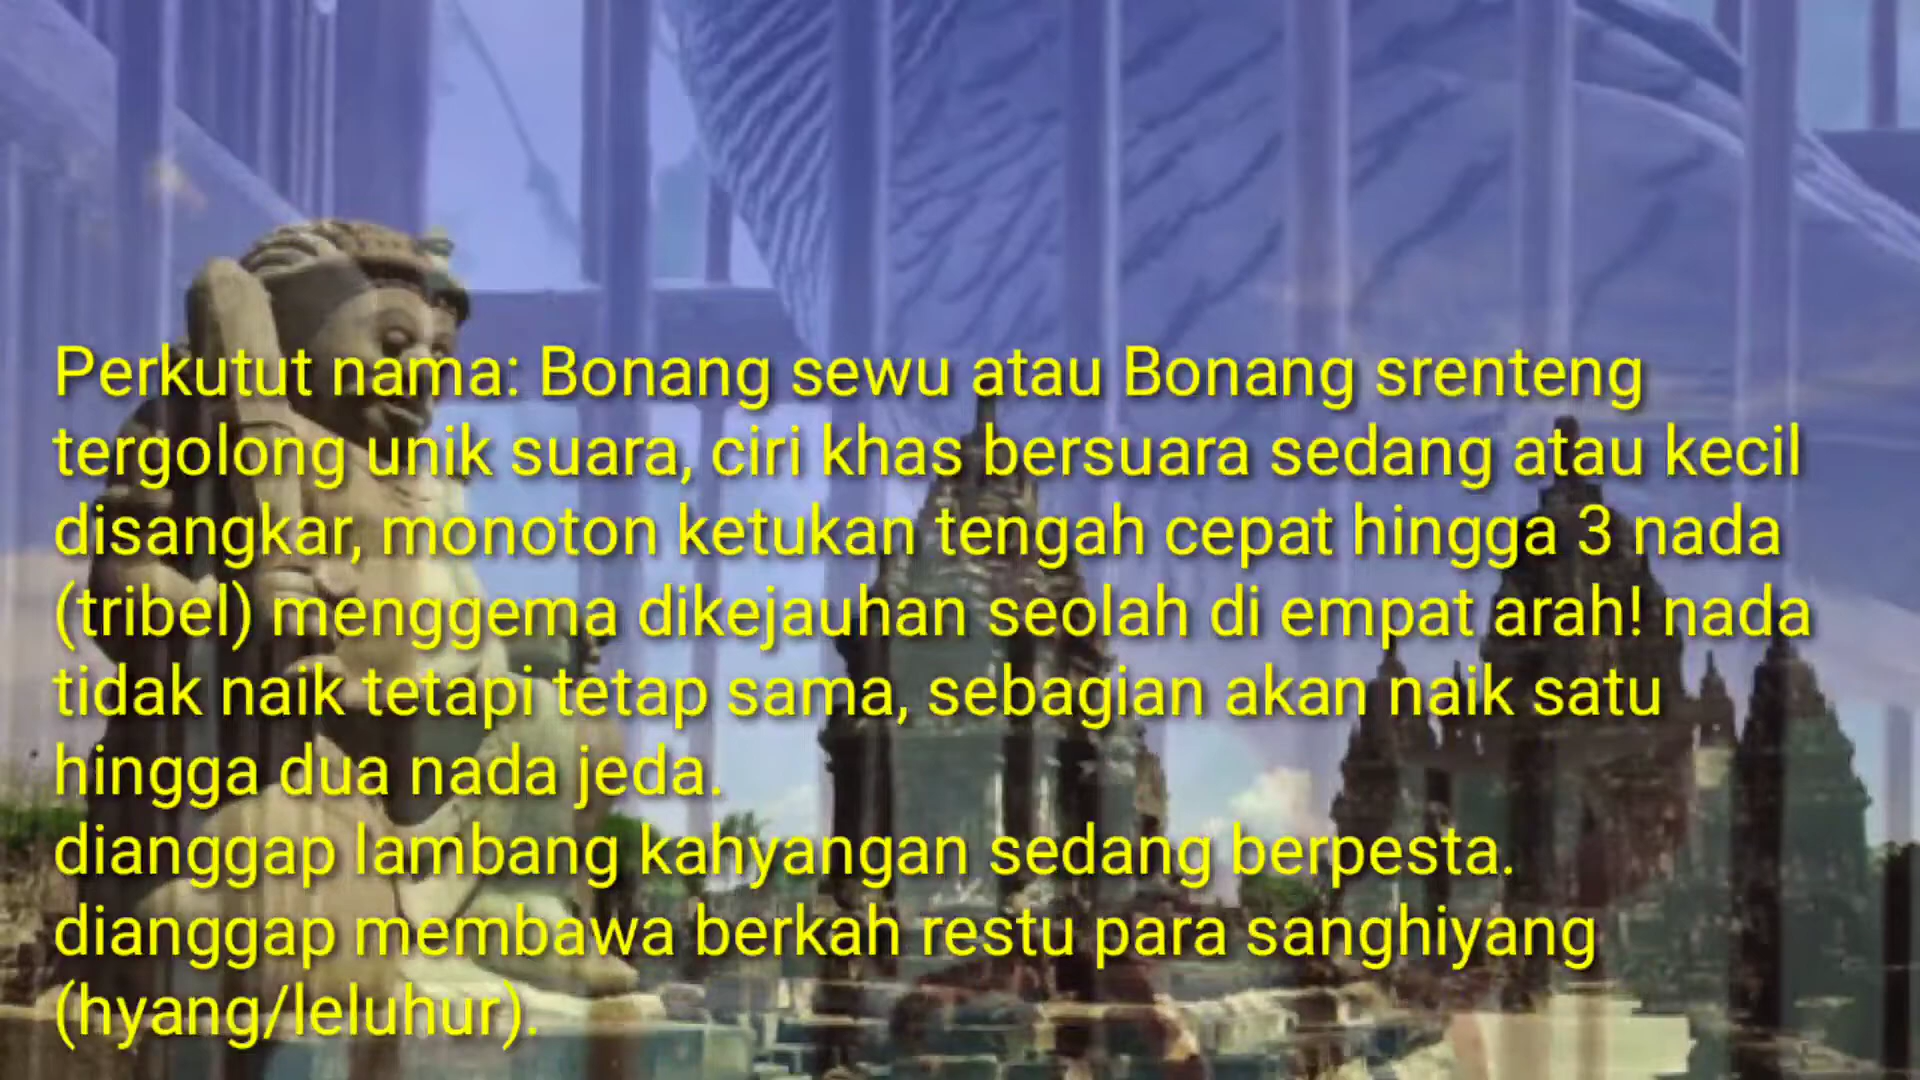 Perkutut nama: Bonang sewu atau Bonang srenteng
tergolong unik suara, ciri khas bersuara sedang atau kecil
disangkar, monoton ketukan tengah cepat hingga 3 nada
(tribel) menggema dikejauhan seolah di empat arah! nada
tidak naik tetapi tetap sama, sebagian akan naik satu
hingga dua nada jeda.
dianggap lambang kahyangan sedang berpesta.
dianggap membawa berkah restu para sanghiyang
(hyang/leluhur).